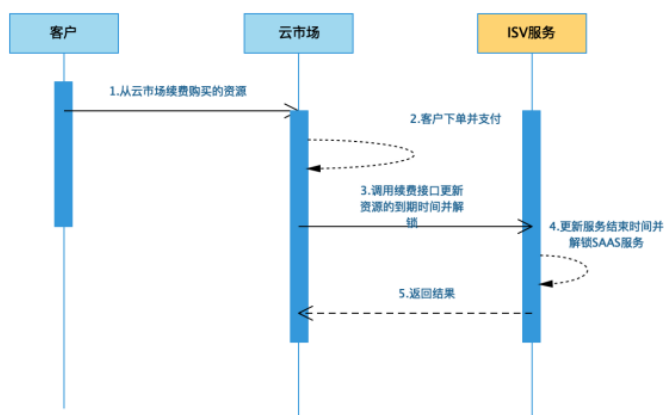 客户
云市场
ISV服务
1.从云市场续费购买的资源
2.客户下单并支付
3.调用续费接口更新
资源的到期时间并解
锁
4.更新服务结束时间并
解锁SAAS服务
5.返回结果